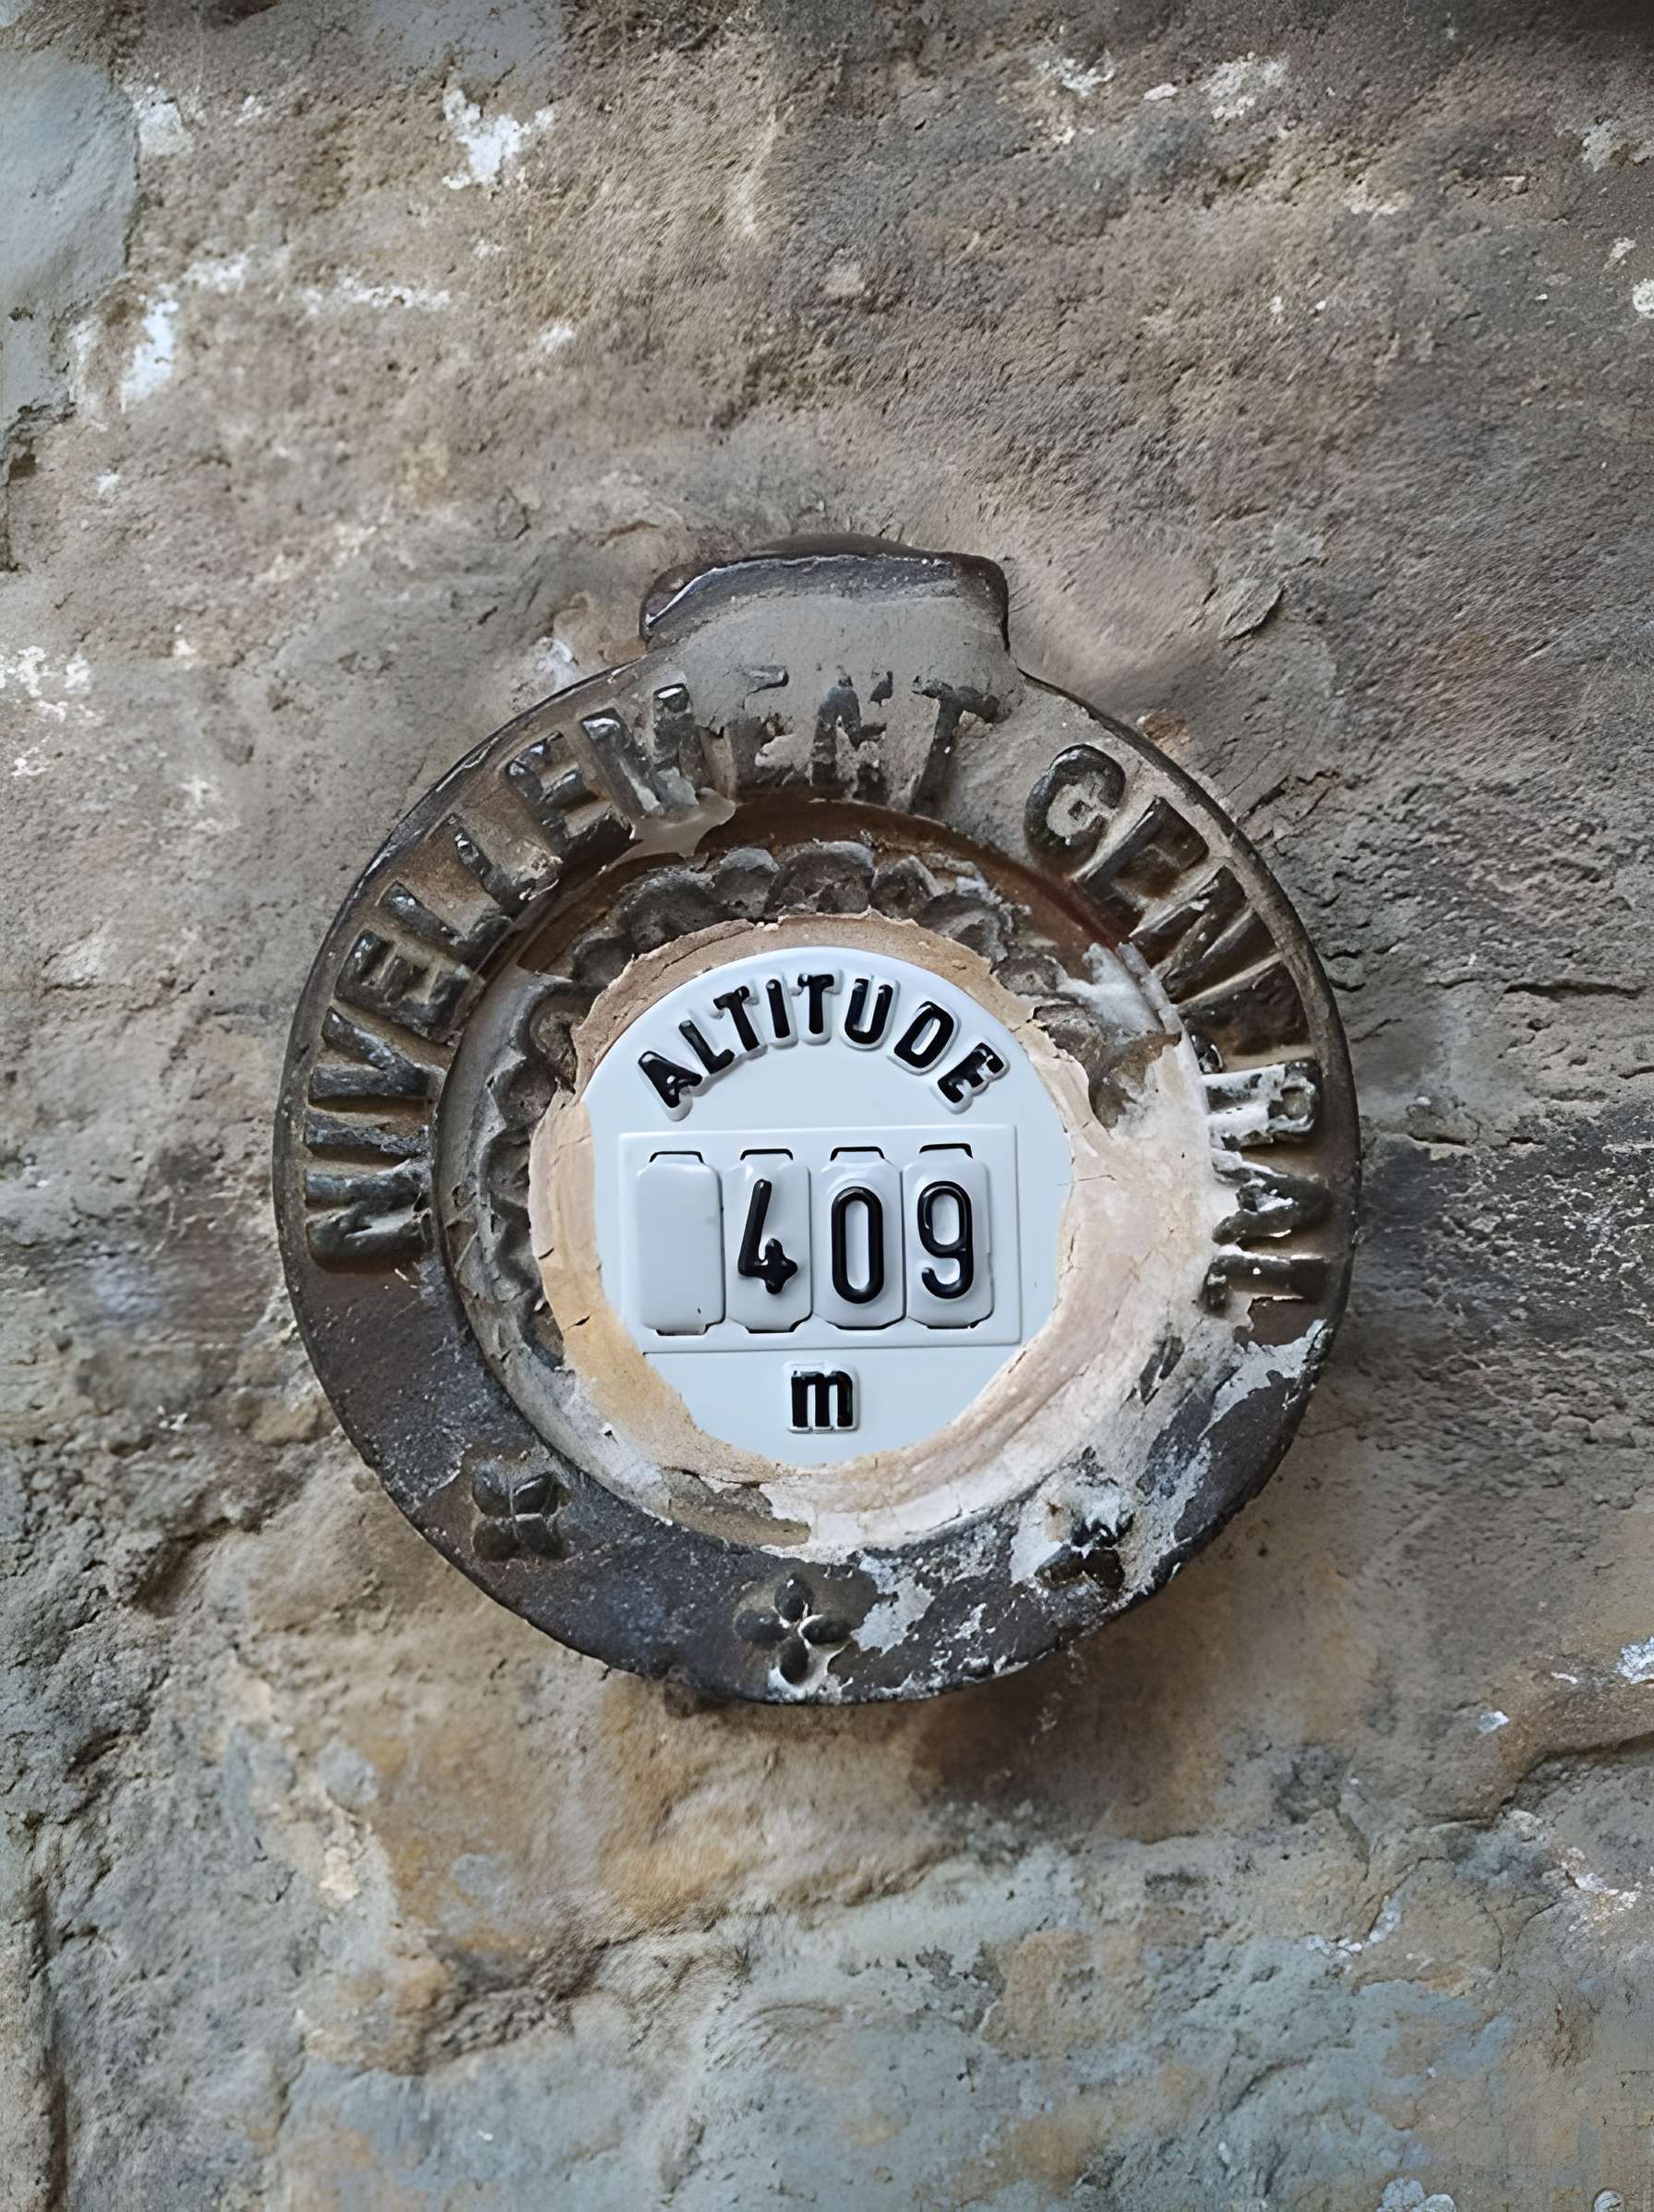 NIVELLEMENT GENERAL
ALTITUDE
409
m